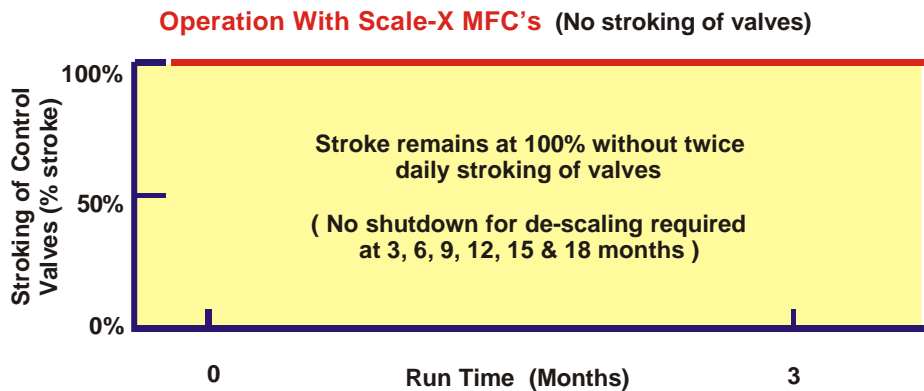 Operation With Scale-X MFC's (No stroking of valves)
100%
50%
0%
Stroking of Control
Valves (% stroke)
Stroke remains at 100% without twice
daily stroking of valves
( No shutdown for de-scaling required
at 3, 6, 9, 12, 15 & 18 months )
0
Run Time (Months)
3